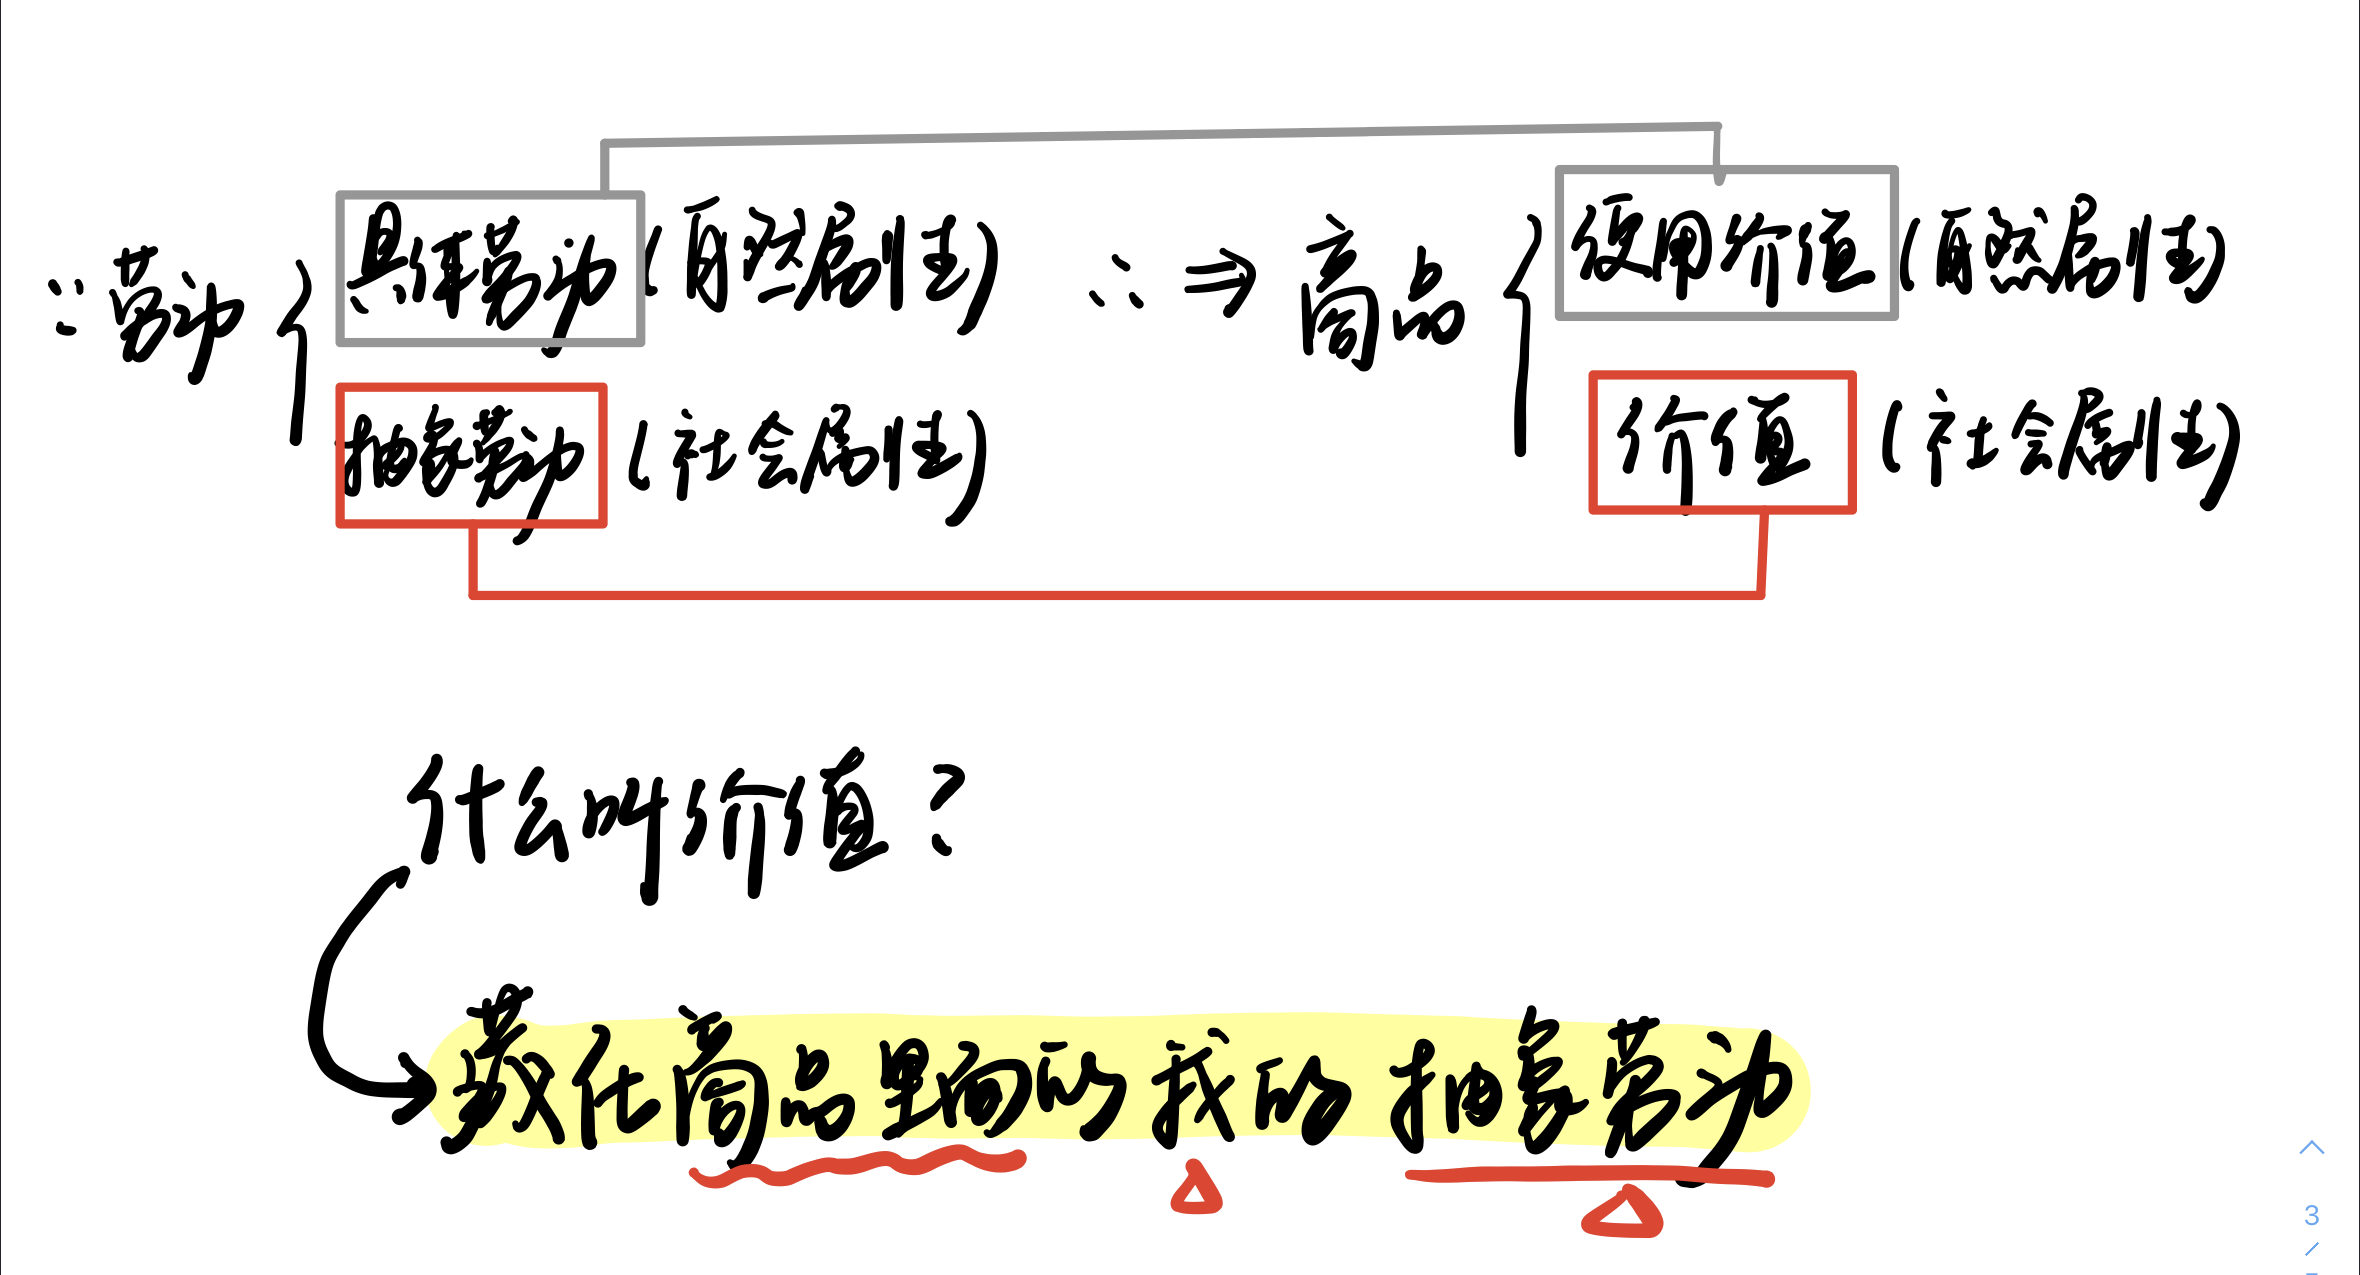 ∵劳动{具体劳动(自然属性) ∴⇒商品{使用价值(自然属性)
抽象劳动(社会属性) 价值(社会属性)
什么叫价值?
藏在商品里面的我的抽象劳动
3